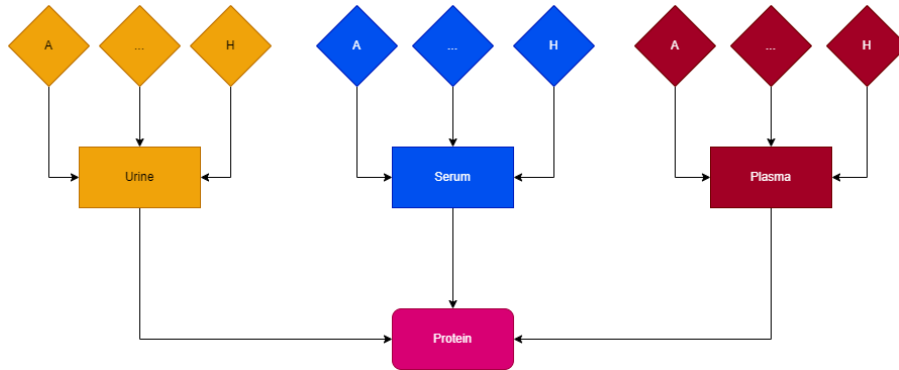 A ... H A ... H A ... H
Urine Serum Plasma
Protein